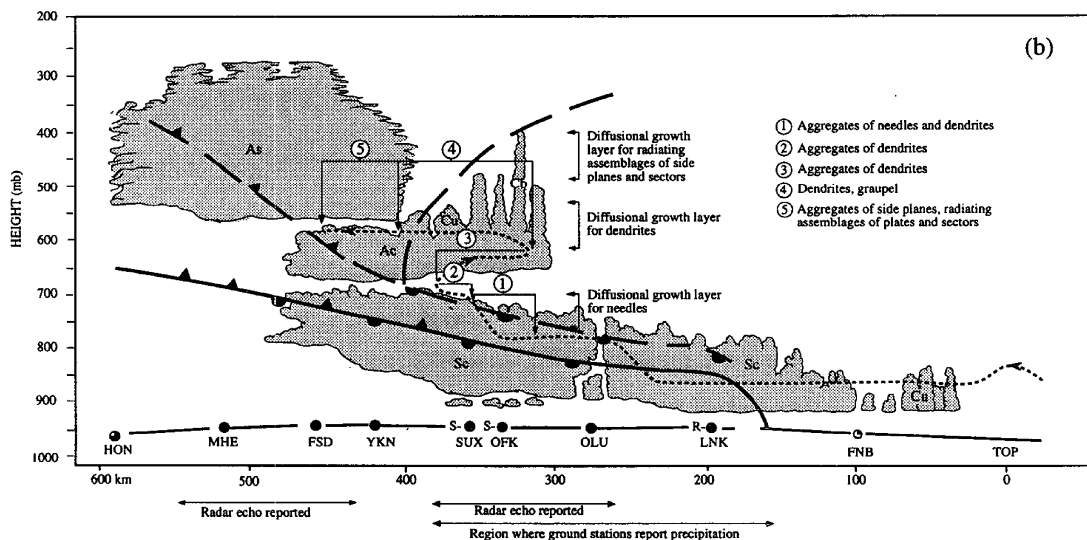 200
(b)
300
400
500
600
700
800
900
1000
HEIGHT (mb)
As
Ac
Cu
Sc
Sc
Cu
5
4
3
2
1
Diffusional growth
layer for radiating
assemblages of side
planes and sectors
Diffusional growth layer
for dendrites
Diffusional growth layer
for needles
1 Aggregates of needles and dendrites
2 Aggregates of dendrites
3 Aggregates of dendrites
4 Dendrites, graupel
5 Aggregates of side planes, radiating
assemblages of plates and sectors
S- S- R-
HON MHE FSD YKN SUX OFK OLU LNK FNB TOP
600 km 500 400 300 200 100 0
Radar echo reported Radar echo reported
Region where ground stations report precipitation